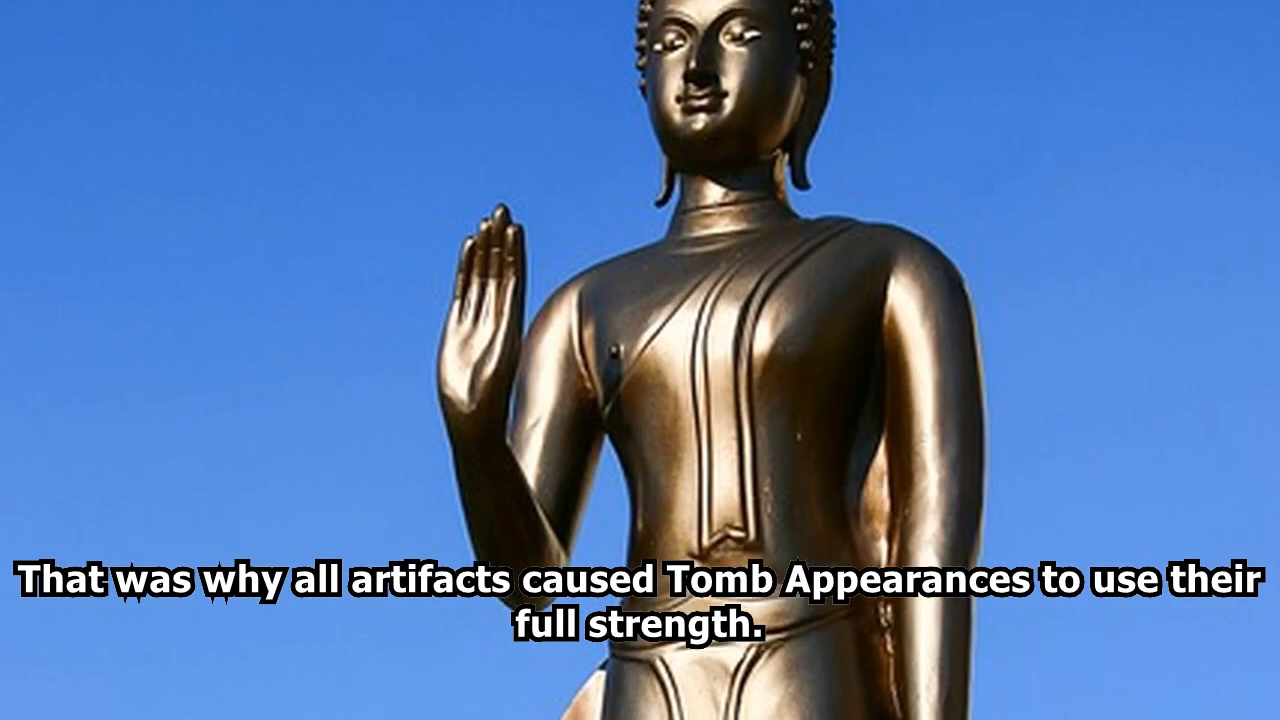 That was why all artifacts caused Tomb Appearances to use their
full strength.